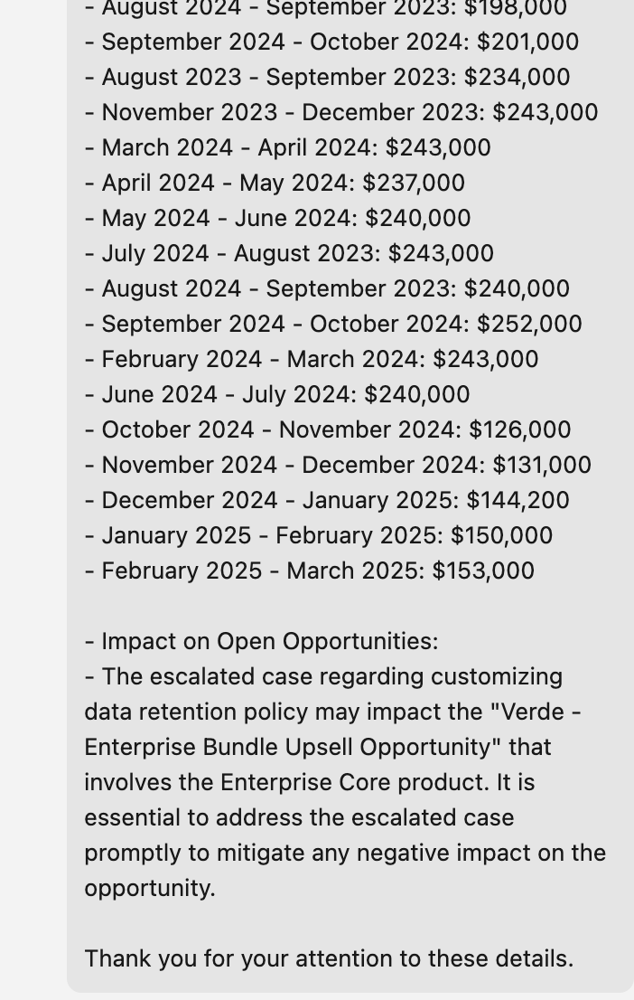 - August 2024 - September 2023: $198,000
- September 2024 - October 2024: $201,000
- August 2023 - September 2023: $234,000
- November 2023 - December 2023: $243,000
- March 2024 - April 2024: $243,000
- April 2024 - May 2024: $237,000
- May 2024 - June 2024: $240,000
- July 2024 - August 2023: $243,000
- August 2024 - September 2023: $240,000
- September 2024 - October 2024: $252,000
- February 2024 - March 2024: $243,000
- June 2024 - July 2024: $240,000
- October 2024 - November 2024: $126,000
- November 2024 - December 2024: $131,000
- December 2024 - January 2025: $144,200
- January 2025 - February 2025: $150,000
- February 2025 - March 2025: $153,000
- Impact on Open Opportunities:
- The escalated case regarding customizing
data retention policy may impact the "Verde -
Enterprise Bundle Upsell Opportunity" that
involves the Enterprise Core product. It is
essential to address the escalated case
promptly to mitigate any negative impact on the
opportunity.
Thank you for your attention to these details.